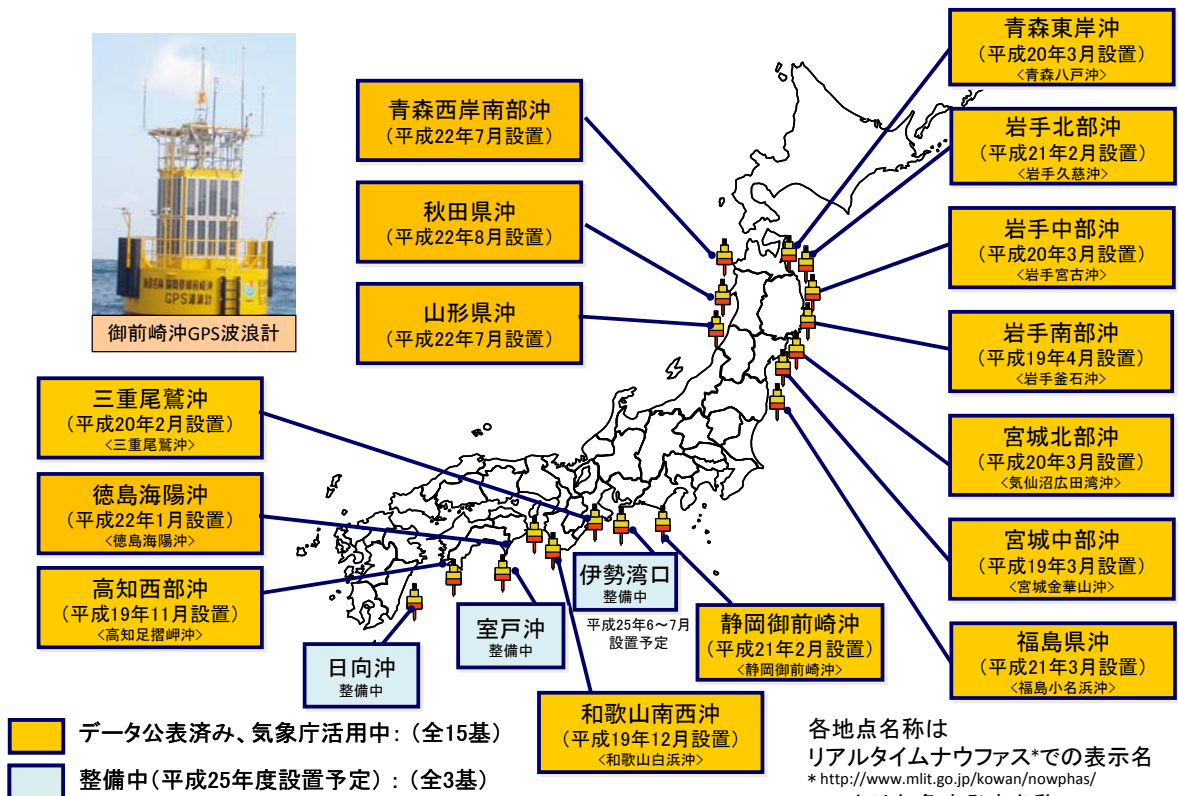 青森東岸沖
(平成20年3月設置)
<青森八戸沖>
青森西岸南部沖
(平成22年7月設置)
岩手北部沖
(平成21年2月設置)
<岩手久慈沖>
秋田県沖
(平成22年8月設置)
岩手中部沖
(平成20年3月設置)
<岩手宮古沖>
GPS波浪計
御前崎沖GPS波浪計
山形県沖
(平成22年7月設置)
岩手南部沖
(平成19年4月設置)
<岩手釜石沖>
三重尾鷲沖
(平成20年2月設置)
<三重尾鷲沖>
宮城北部沖
(平成20年3月設置)
<気仙沼広田湾沖>
徳島海陽沖
(平成22年1月設置)
<徳島海陽沖>
宮城中部沖
(平成19年3月設置)
<宮城金華山沖>
高知西部沖
(平成19年11月設置)
<高知足摺岬沖>
伊勢湾口
整備中
平成25年6～7月
設置予定
室戸沖
整備中
静岡御前崎沖
(平成21年2月設置)
<静岡御前崎沖>
福島県沖
(平成21年3月設置)
<福島小名浜沖>
日向沖
整備中
和歌山南西沖
(平成19年12月設置)
<和歌山白浜沖>
データ公表済み、気象庁活用中：（全15基）
整備中(平成25年度設置予定)：（全3基）
各地点名称は
リアルタイムナウファス*での表示名
* http://www.mlit.go.jp/kowan/nowphas/